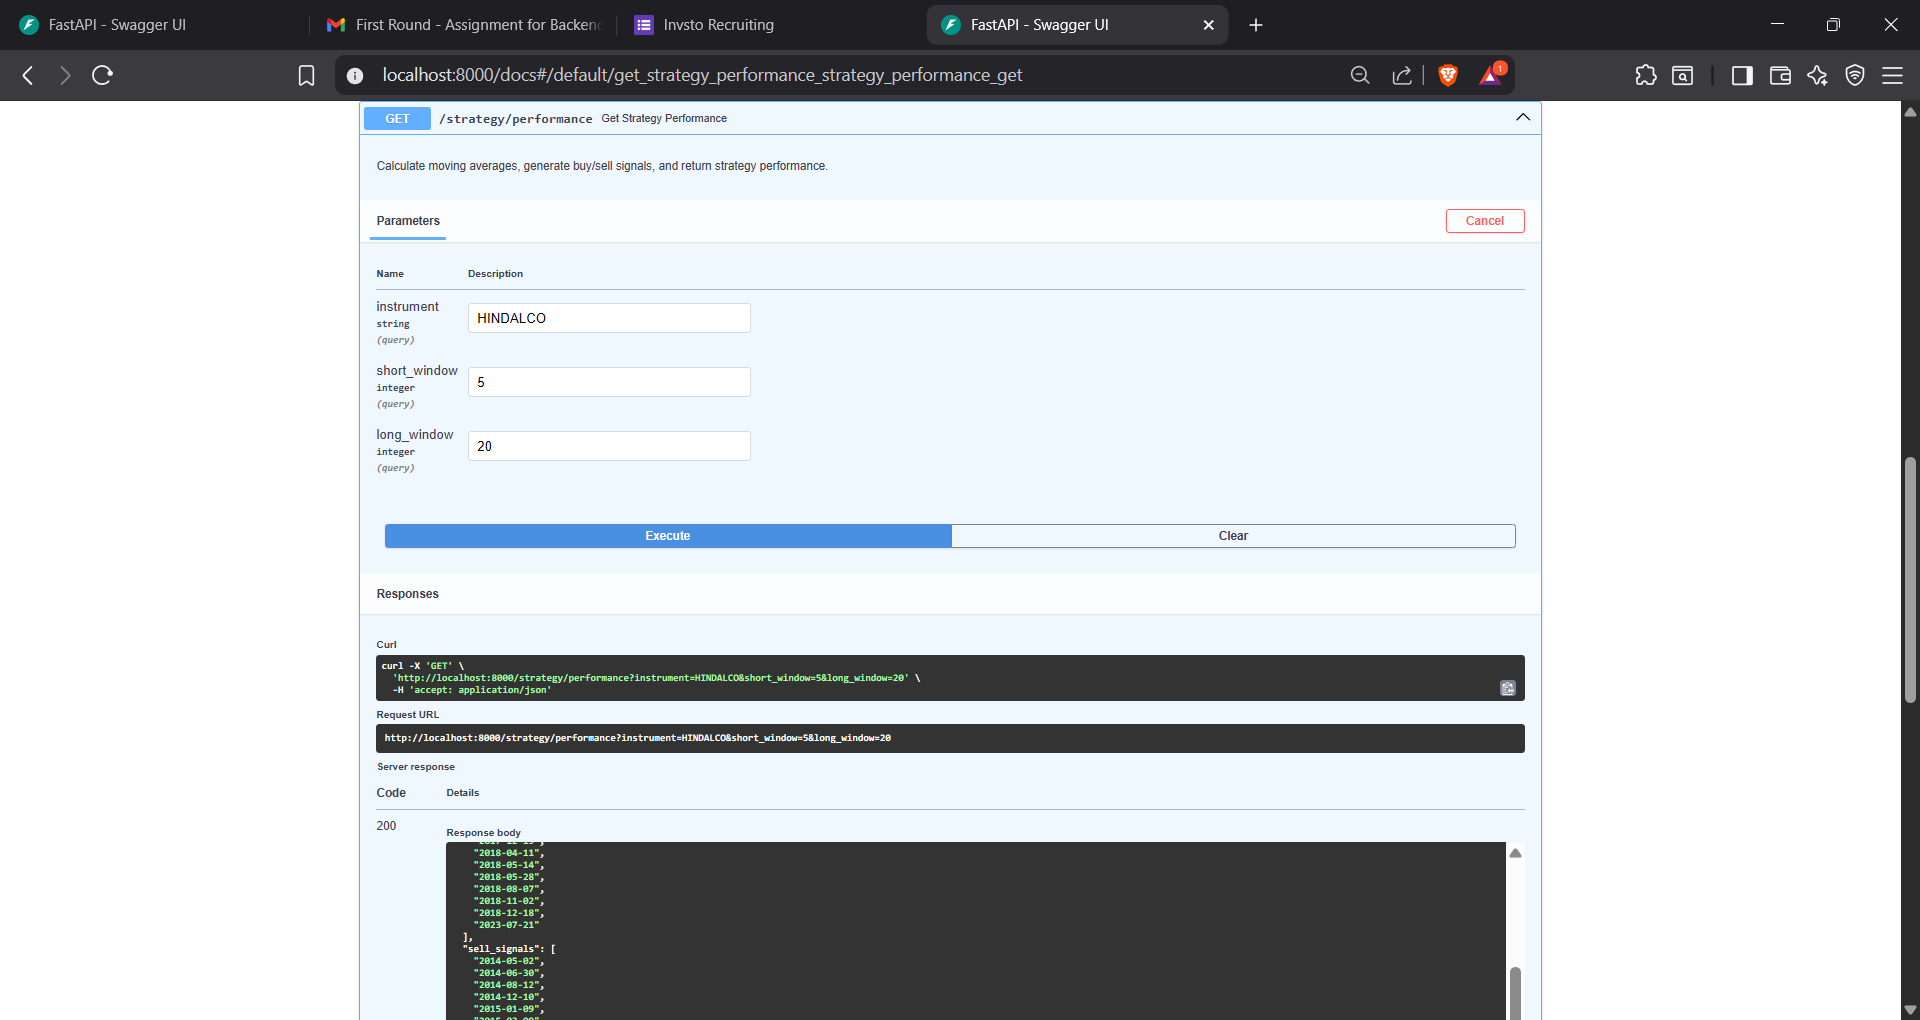 FastAPI - Swagger UI
First Round - Assignment for Backen
Invsto Recruiting
FastAPI - Swagger UI
localhost:8000/docs#/default/get_strategy_performance_strategy_performance_get
1
GET /strategy/performance Get Strategy Performance
Calculate moving averages, generate buy/sell signals, and return strategy performance.
Parameters
Cancel
Name Description
instrument
string
(query)
HINDALCO
short_window
integer
(query)
5
long_window
integer
(query)
20
Execute
Clear
Responses
Curl
curl -X 'GET' \
'http://localhost:8000/strategy/performance?instrument=HINDALCO&short_window=5&long_window=20' \
-H 'accept: application/json'
Request URL
http://localhost:8000/strategy/performance?instrument=HINDALCO&short_window=5&long_window=20
Server response
Code Details
200
Response body
"2018-04-11",
"2018-05-14",
"2018-05-28",
"2018-08-07",
"2018-11-02",
"2018-12-18",
"2023-07-21"
],
"sell_signals": [
"2014-05-02",
"2014-06-30",
"2014-08-12",
"2014-12-10",
"2015-01-09",